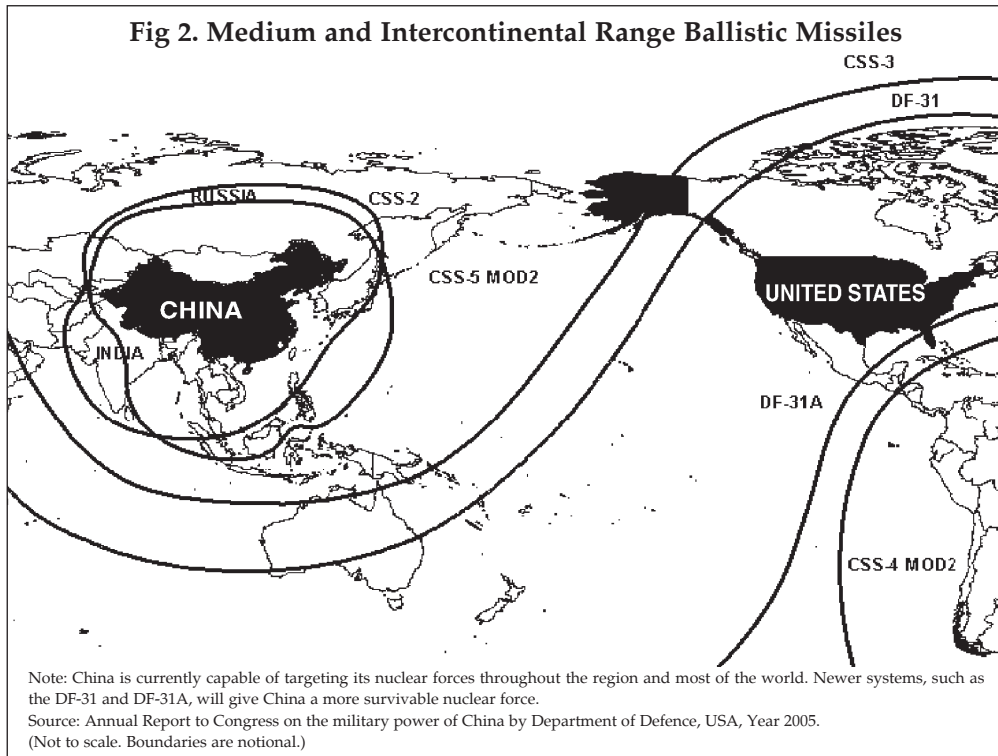 Fig 2. Medium and Intercontinental Range Ballistic Missiles
CSS-3
DF-31
RUSSIA
CSS-2
CSS-5 MOD2
CHINA
UNITED STATES
INDIA
DF-31A
CSS-4 MOD2
Note: China is currently capable of targeting its nuclear forces throughout the region and most of the world. Newer systems, such as
the DF-31 and DF-31A, will give China a more survivable nuclear force.
Source: Annual Report to Congress on the military power of China by Department of Defence, USA, Year 2005.
(Not to scale. Boundaries are notional.)